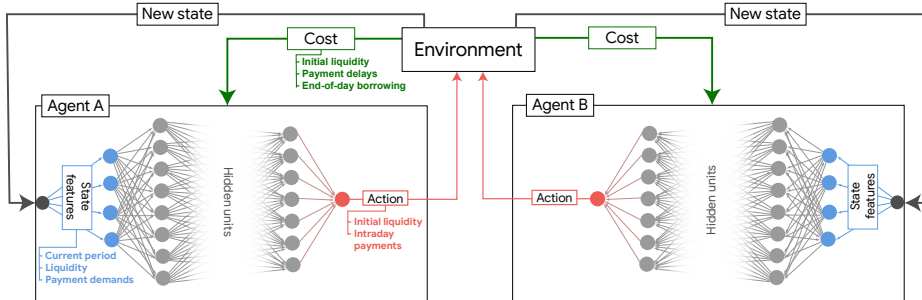 New state
New state
Cost
Environment
Cost
Initial liquidity
Payment delays
End-of-day borrowing
Agent A
Agent B
State
features
Hidden units
Action
Initial liquidity
Intraday
payments
Current period
Liquidity
Payment demands
Action
Hidden units
State
features